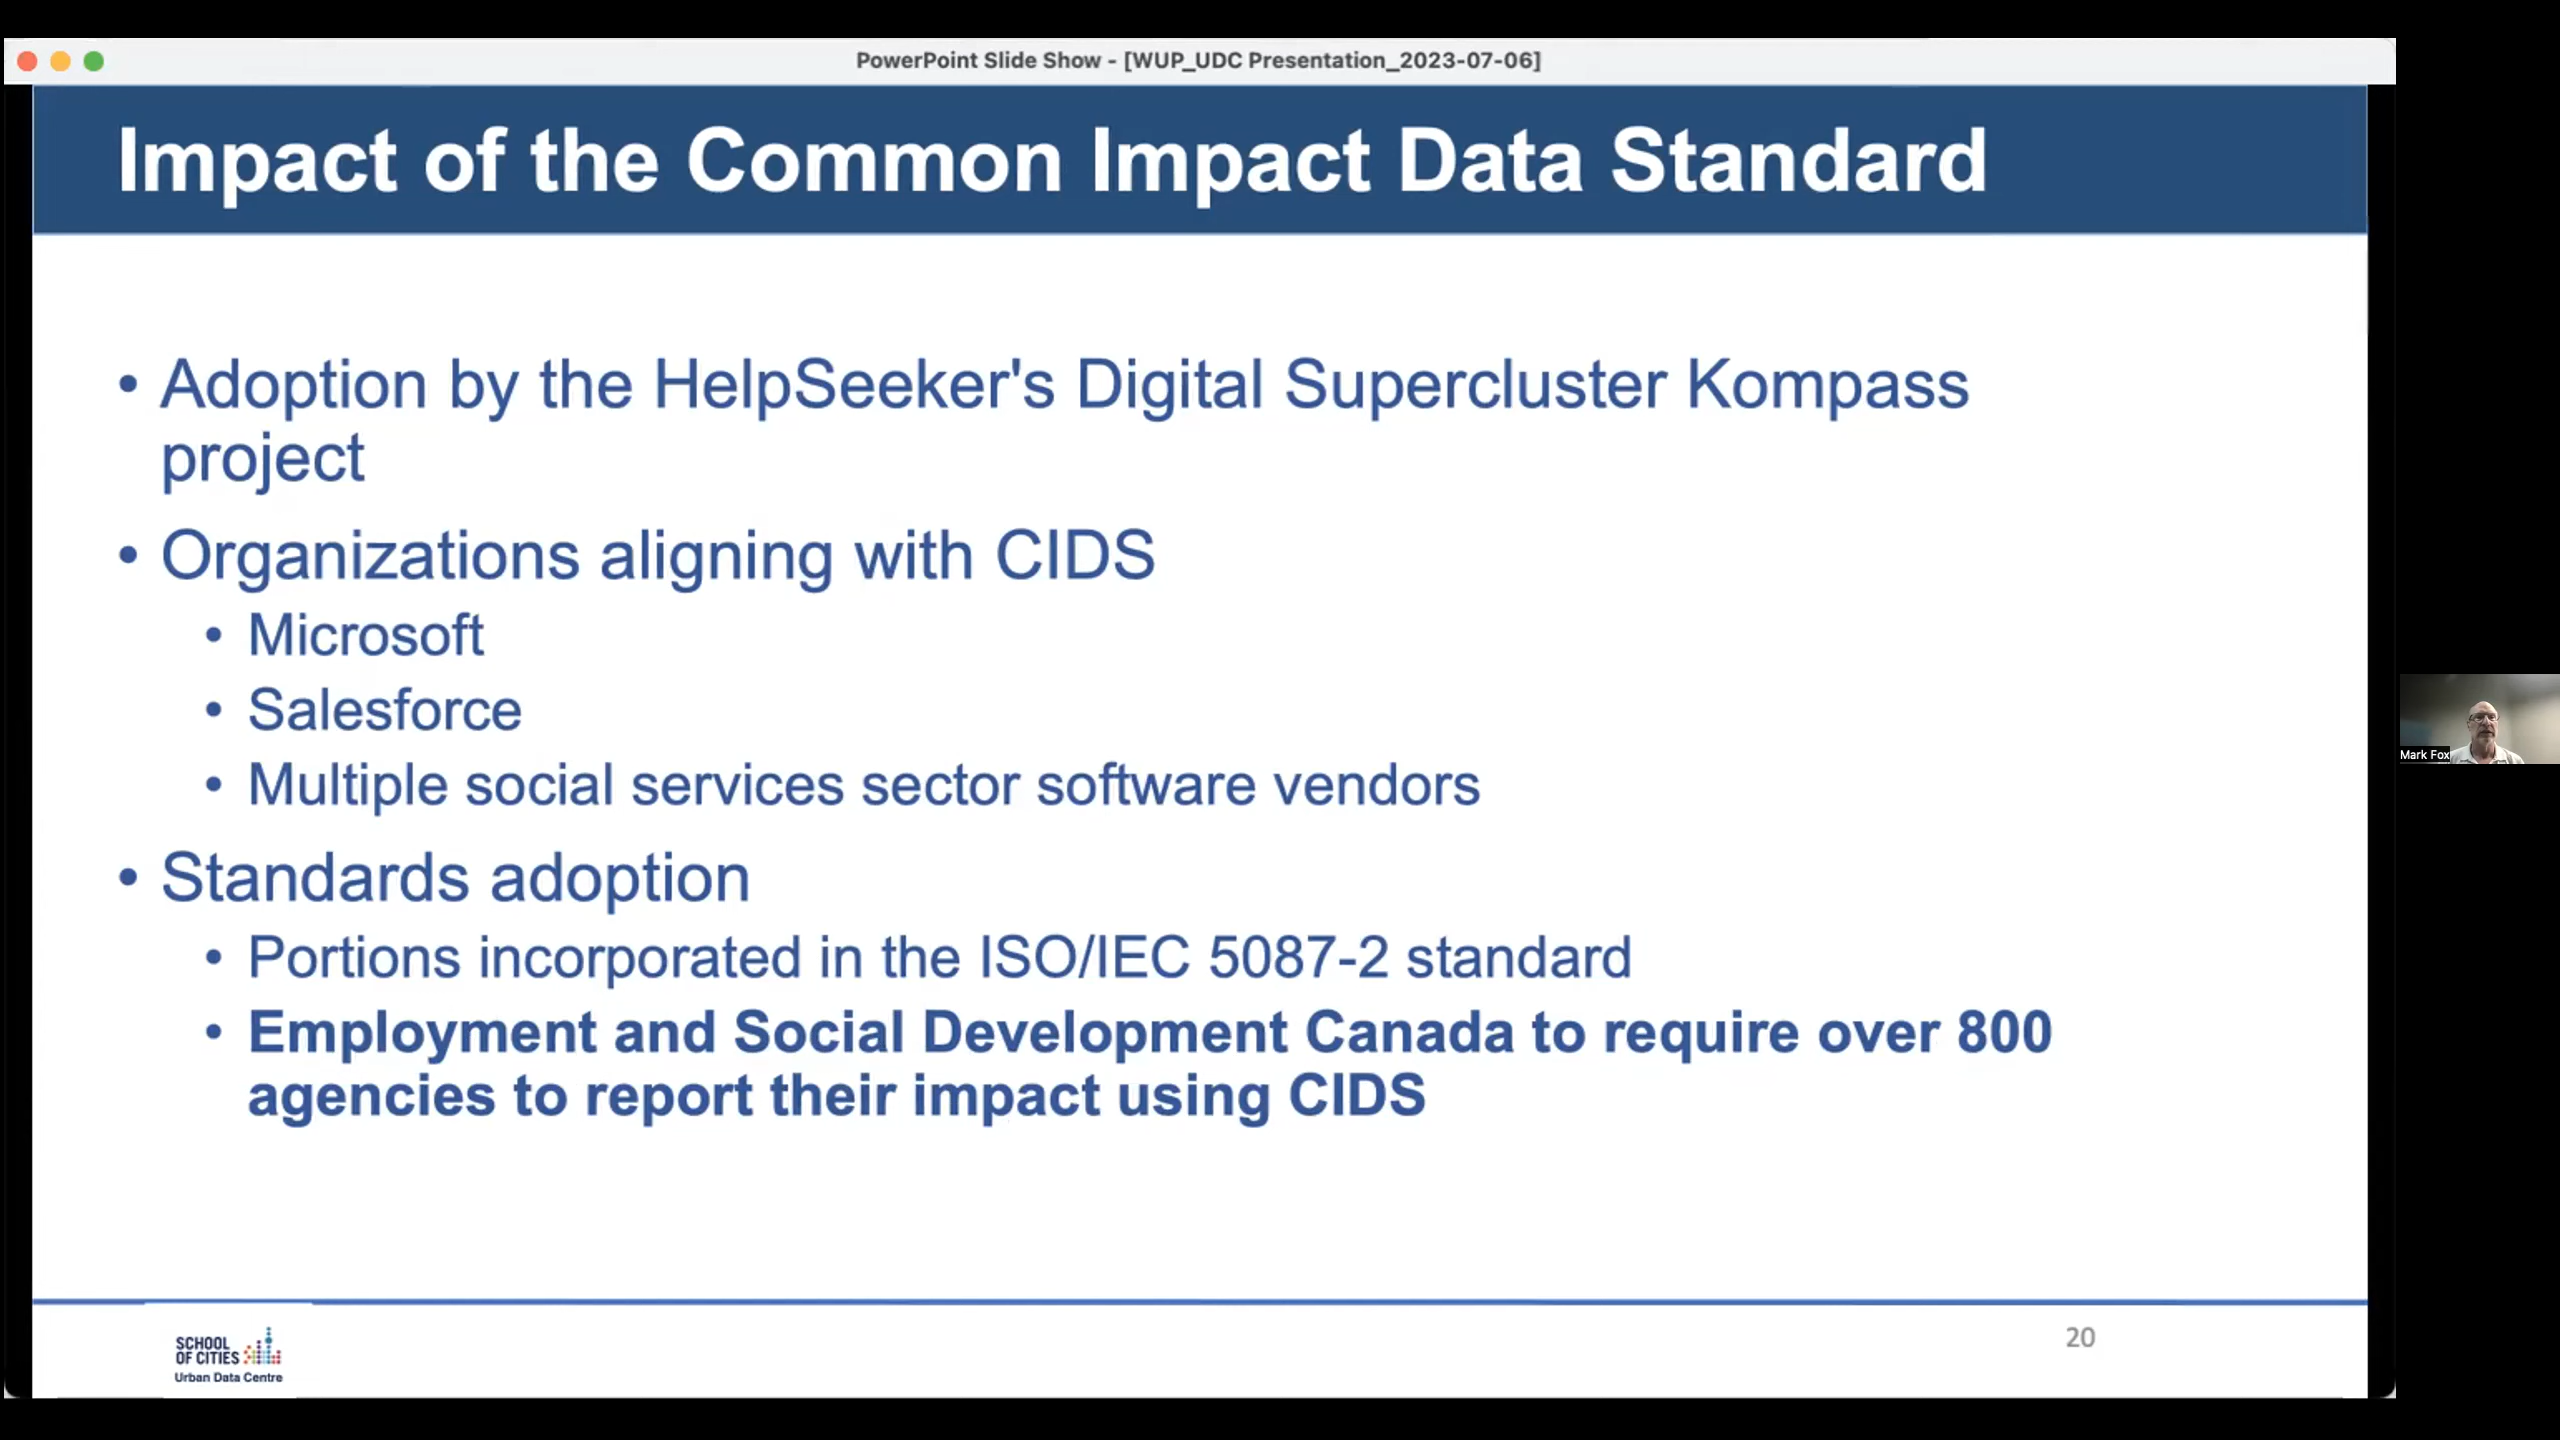 PowerPoint Slide Show - [WUP_UDC Presentation_2023-07-06]
Impact of the Common Impact Data Standard
• Adoption by the HelpSeeker's Digital Supercluster Kompass
project
• Organizations aligning with CIDS
• Microsoft
• Salesforce
• Multiple social services sector software vendors
• Standards adoption
• Portions incorporated in the ISO/IEC 5087-2 standard
• Employment and Social Development Canada to require over 800
agencies to report their impact using CIDS
Mark Fox
SCHOOL
OF CITIES
Urban Data Centre
20